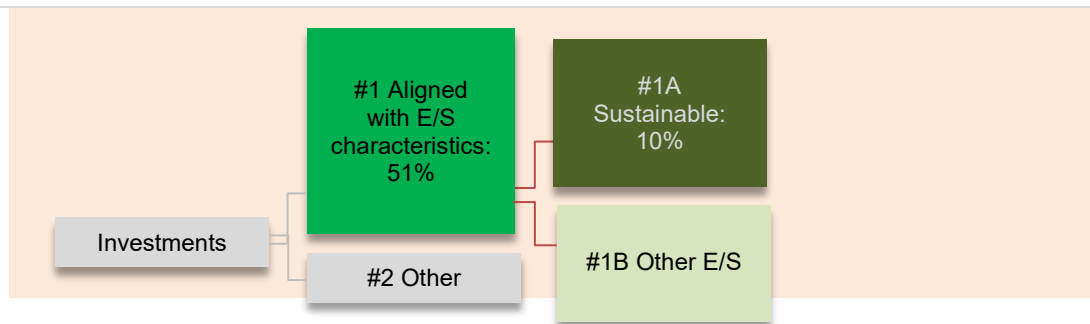 #1 Aligned
with E/S
characteristics:
51%
#1A
Sustainable:
10%
Investments
#2 Other
#1B Other E/S